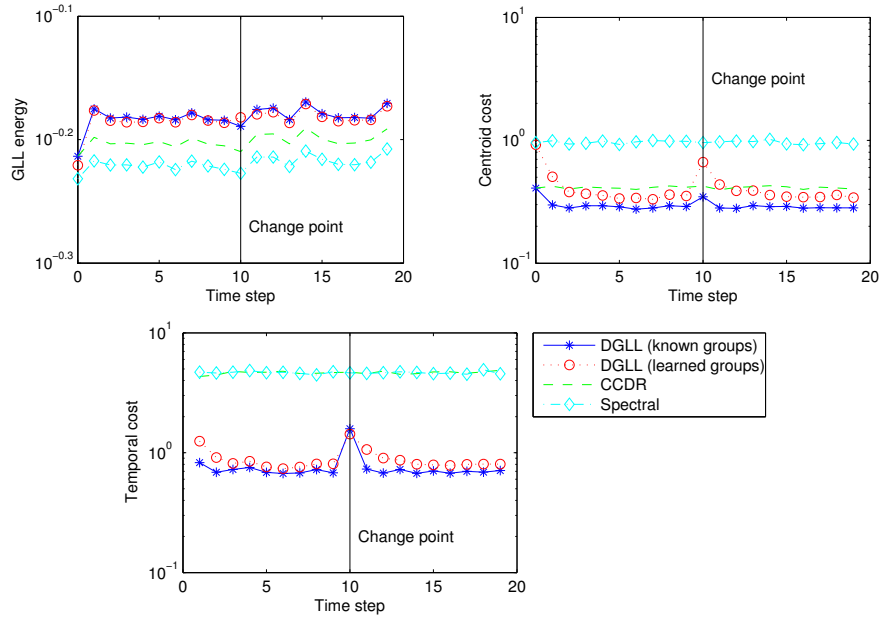 10^-0.1
10^-0.2
10^-0.3
GLL energy
Change point
0 5 10 15 20
Time step
10^1
10^0
10^-1
Centroid cost
Change point
0 5 10 15 20
Time step
10^1
10^0
10^-1
Temporal cost
Change point
0 5 10 15 20
Time step
DGLL (known groups)
DGLL (learned groups)
CCDR
Spectral